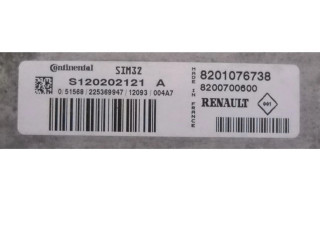 Continental SIM32
S120202121 A
0/51568/225369947/12093/004A7
MADE IN FRANCE
8201076738
8200700600
RENAULT